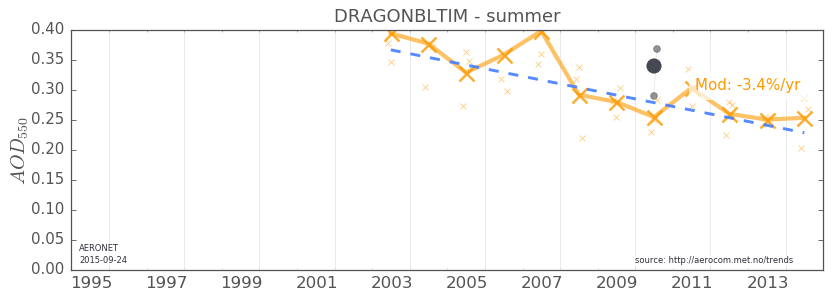 DRAGONBLTIM - summer
0.40
0.35
0.30
0.25
0.20
0.15
0.10
0.05
0.00
AOD550
Mod: -3.4%/yr
AERONET
2015-09-24
source: http://aerocom.met.no/trends
1995 1997 1999 2001 2003 2005 2007 2009 2011 2013